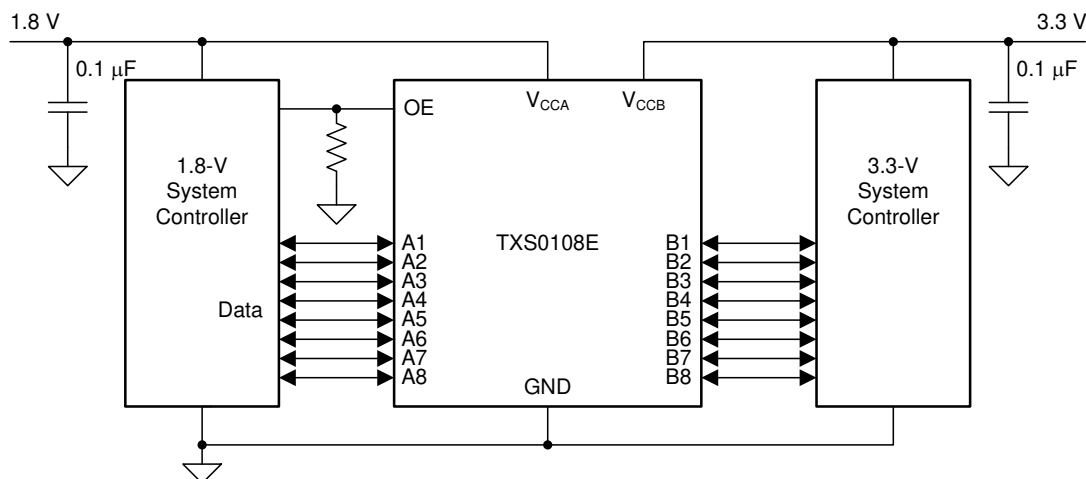 1.8 V
3.3 V
0.1 μF
0.1 μF
OE
VCCA
VCCB
1.8-V
System
Controller
3.3-V
System
Controller
TXS0108E
Data
A1
A2
A3
A4
A5
A6
A7
A8
B1
B2
B3
B4
B5
B6
B7
B8
GND